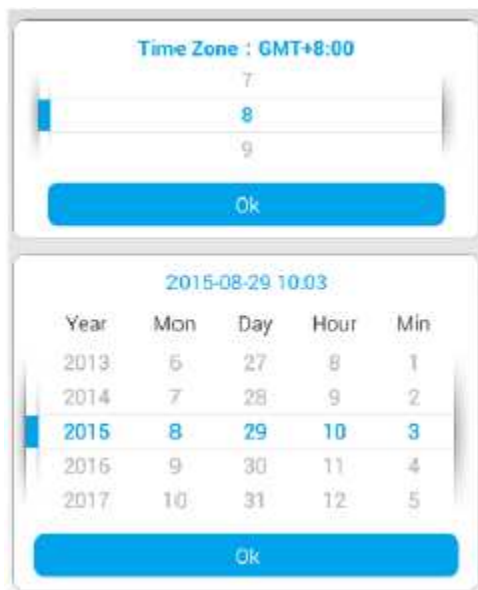 Time Zone : GMT+8:00
7
8
9
Ok
2015-08-29 10:03
Year Mon Day Hour Min
2013 6 27 8 1
2014 7 28 9 2
2015 8 29 10 3
2016 9 30 11 4
2017 10 31 12 5
Ok